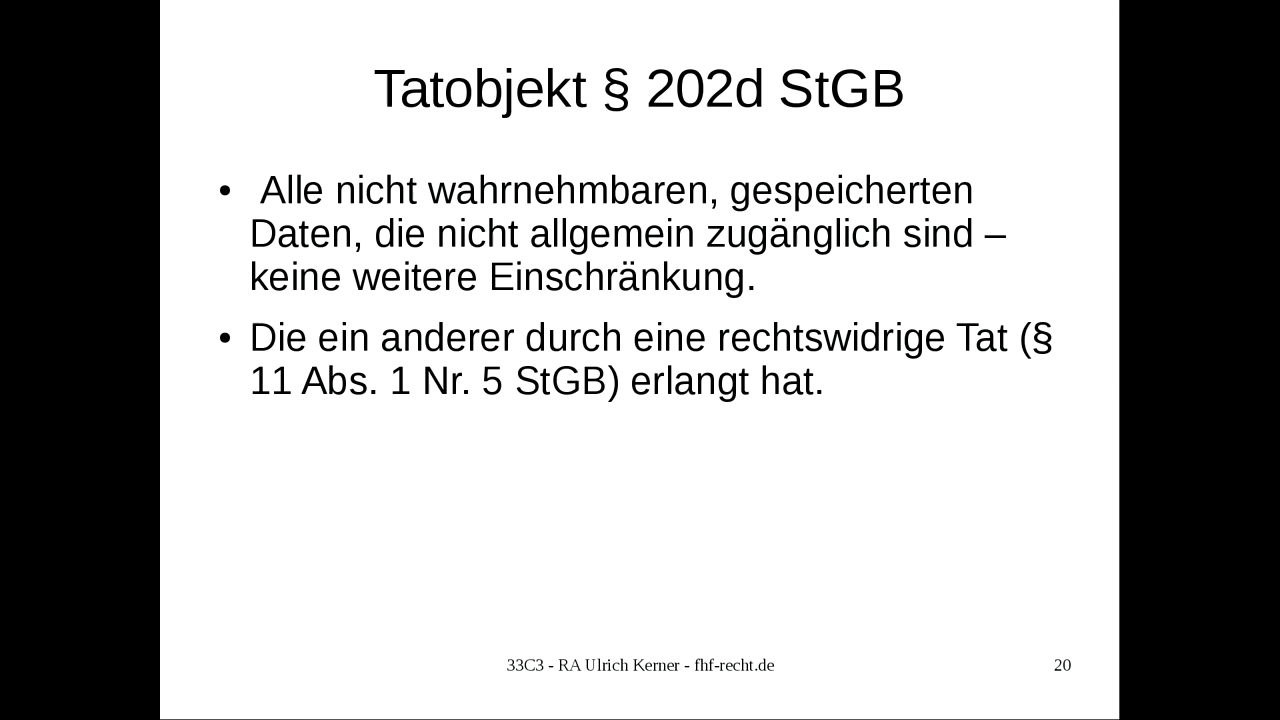 Tatobjekt § 202d StGB
• Alle nicht wahrnehmbaren, gespeicherten
Daten, die nicht allgemein zugänglich sind –
keine weitere Einschränkung.
• Die ein anderer durch eine rechtswidrige Tat (§
11 Abs. 1 Nr. 5 StGB) erlangt hat.
33C3 - RA Ulrich Kerner - fhf-recht.de
20